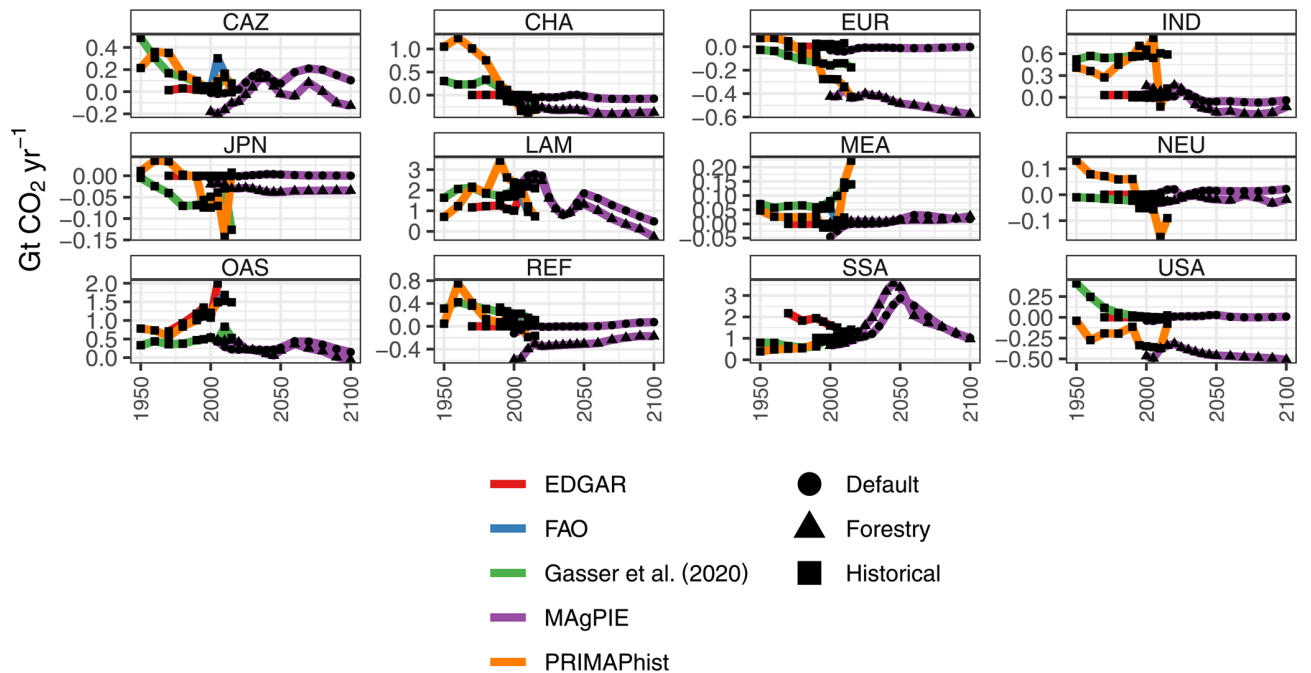 CAZ CHA EUR IND
0.4 1.0 0.0 0.6
0.2 0.5 −0.2 0.3
0.0 0.0 −0.4 0.0
−0.2 −0.6
JPN LAM MEA NEU
0.00 3 0.20 0.1
−0.05 2 0.15 0.0
−0.10 1 0.10 −0.1
−0.15 0 0.05
0.00
−0.05
OAS REF SSA USA
2.0 0.8 3 0.25
1.5 0.4 2 0.00
1.0 0.0 1 −0.25
0.5 −0.4 0 −0.50
0.0
Gt CO2 yr−1
1950 2000 2050 2100 1950 2000 2050 2100 1950 2000 2050 2100 1950 2000 2050 2100
EDGAR Default
FAO Forestry
Gasser et al. (2020) Historical
MAgPIE
PRIMAPhist